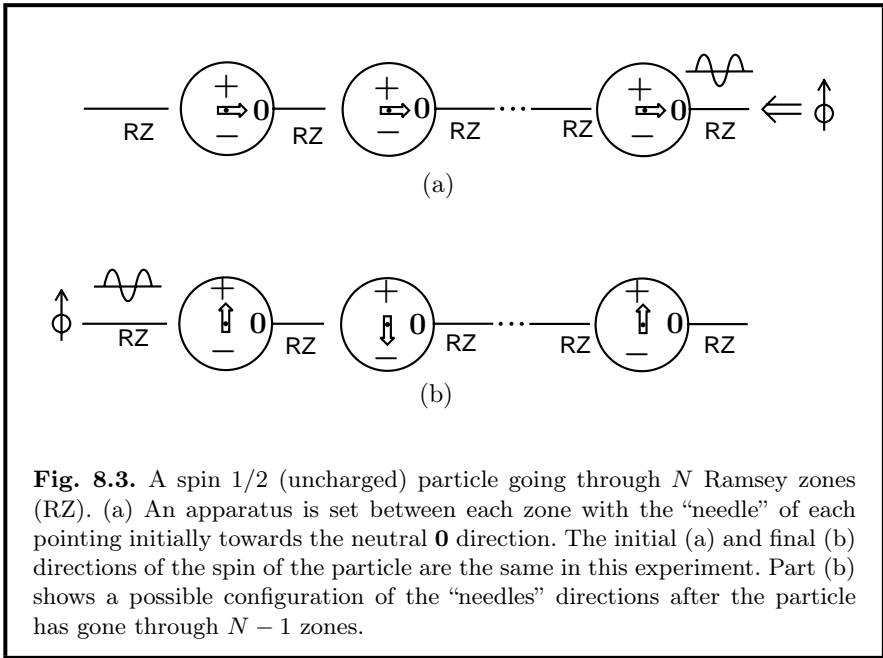 + + +
0 0 ... 0
− − −
RZ RZ RZ RZ RZ
(a)
+ + +
0 0 ... 0
− − −
RZ RZ RZ RZ RZ
(b)
Fig. 8.3. A spin 1/2 (uncharged) particle going through N Ramsey zones
(RZ). (a) An apparatus is set between each zone with the “needle” of each
pointing initially towards the neutral 0 direction. The initial (a) and final (b)
directions of the spin of the particle are the same in this experiment. Part (b)
shows a possible configuration of the “needles” directions after the particle
has gone through N − 1 zones.